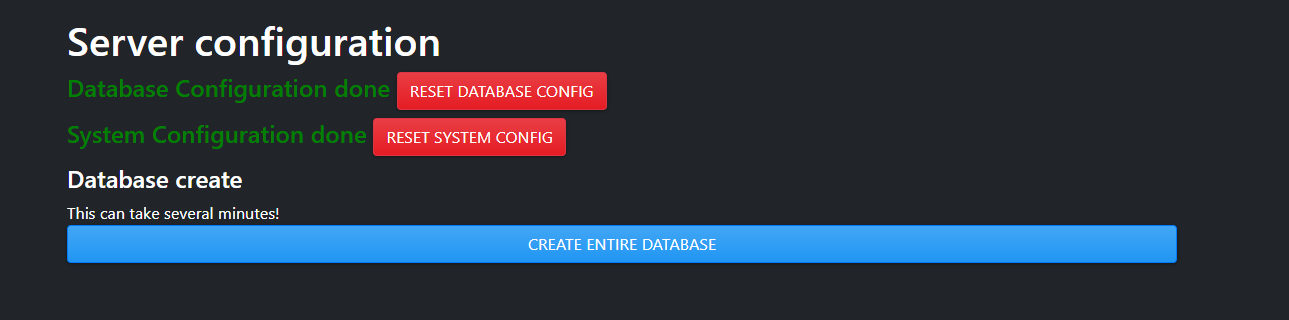 Server configuration
Database Configuration done RESET DATABASE CONFIG
System Configuration done RESET SYSTEM CONFIG
Database create
This can take several minutes!
CREATE ENTIRE DATABASE